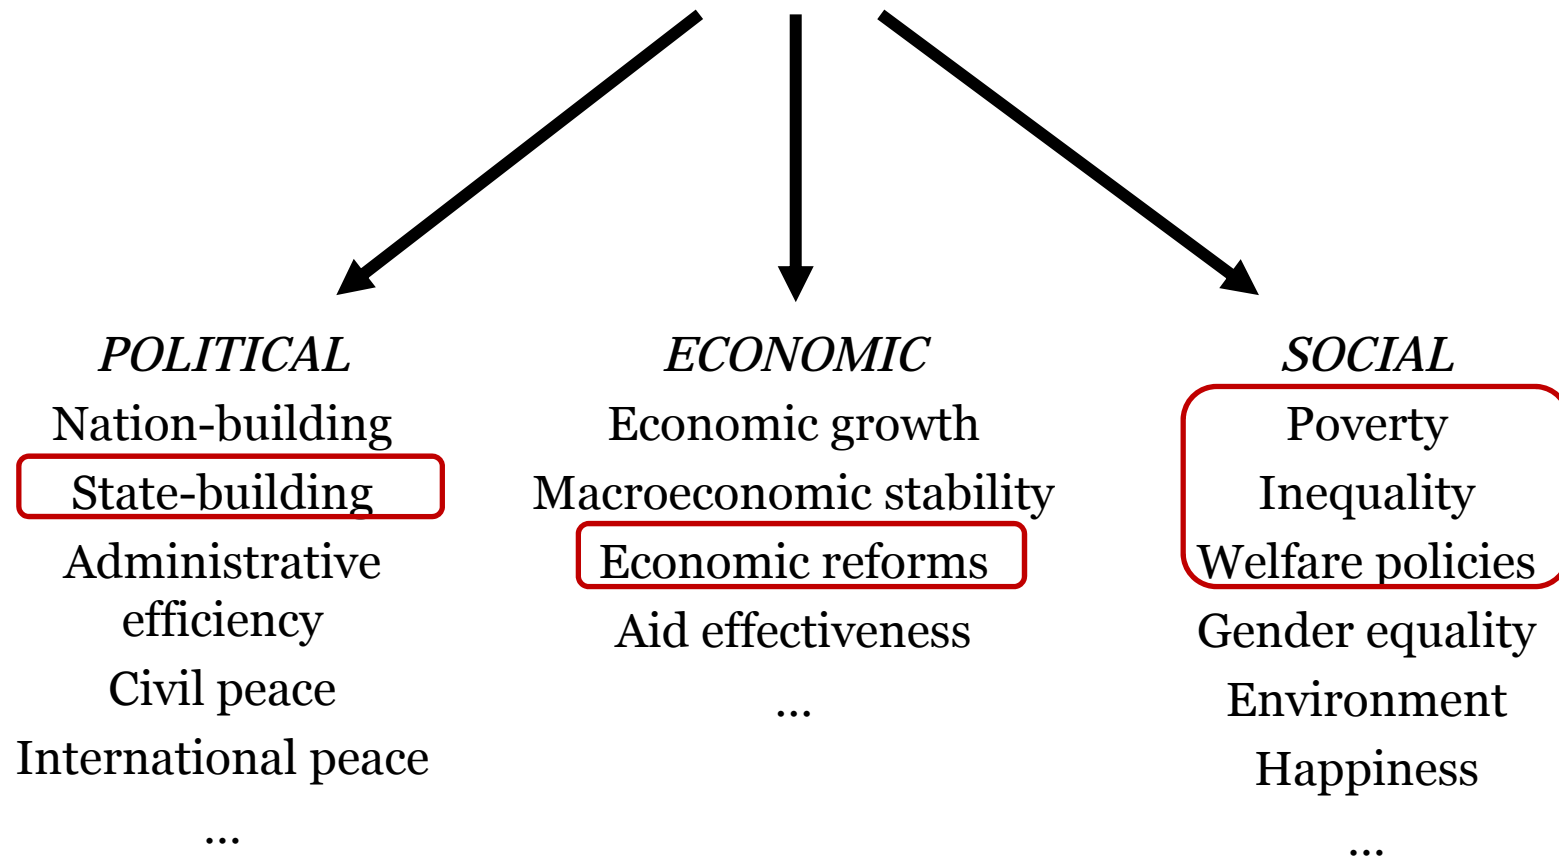 POLITICAL
Nation-building
State-building
Administrative
efficiency
Civil peace
International peace
...
ECONOMIC
Economic growth
Macroeconomic stability
Economic reforms
Aid effectiveness
...
SOCIAL
Poverty
Inequality
Welfare policies
Gender equality
Environment
Happiness
...